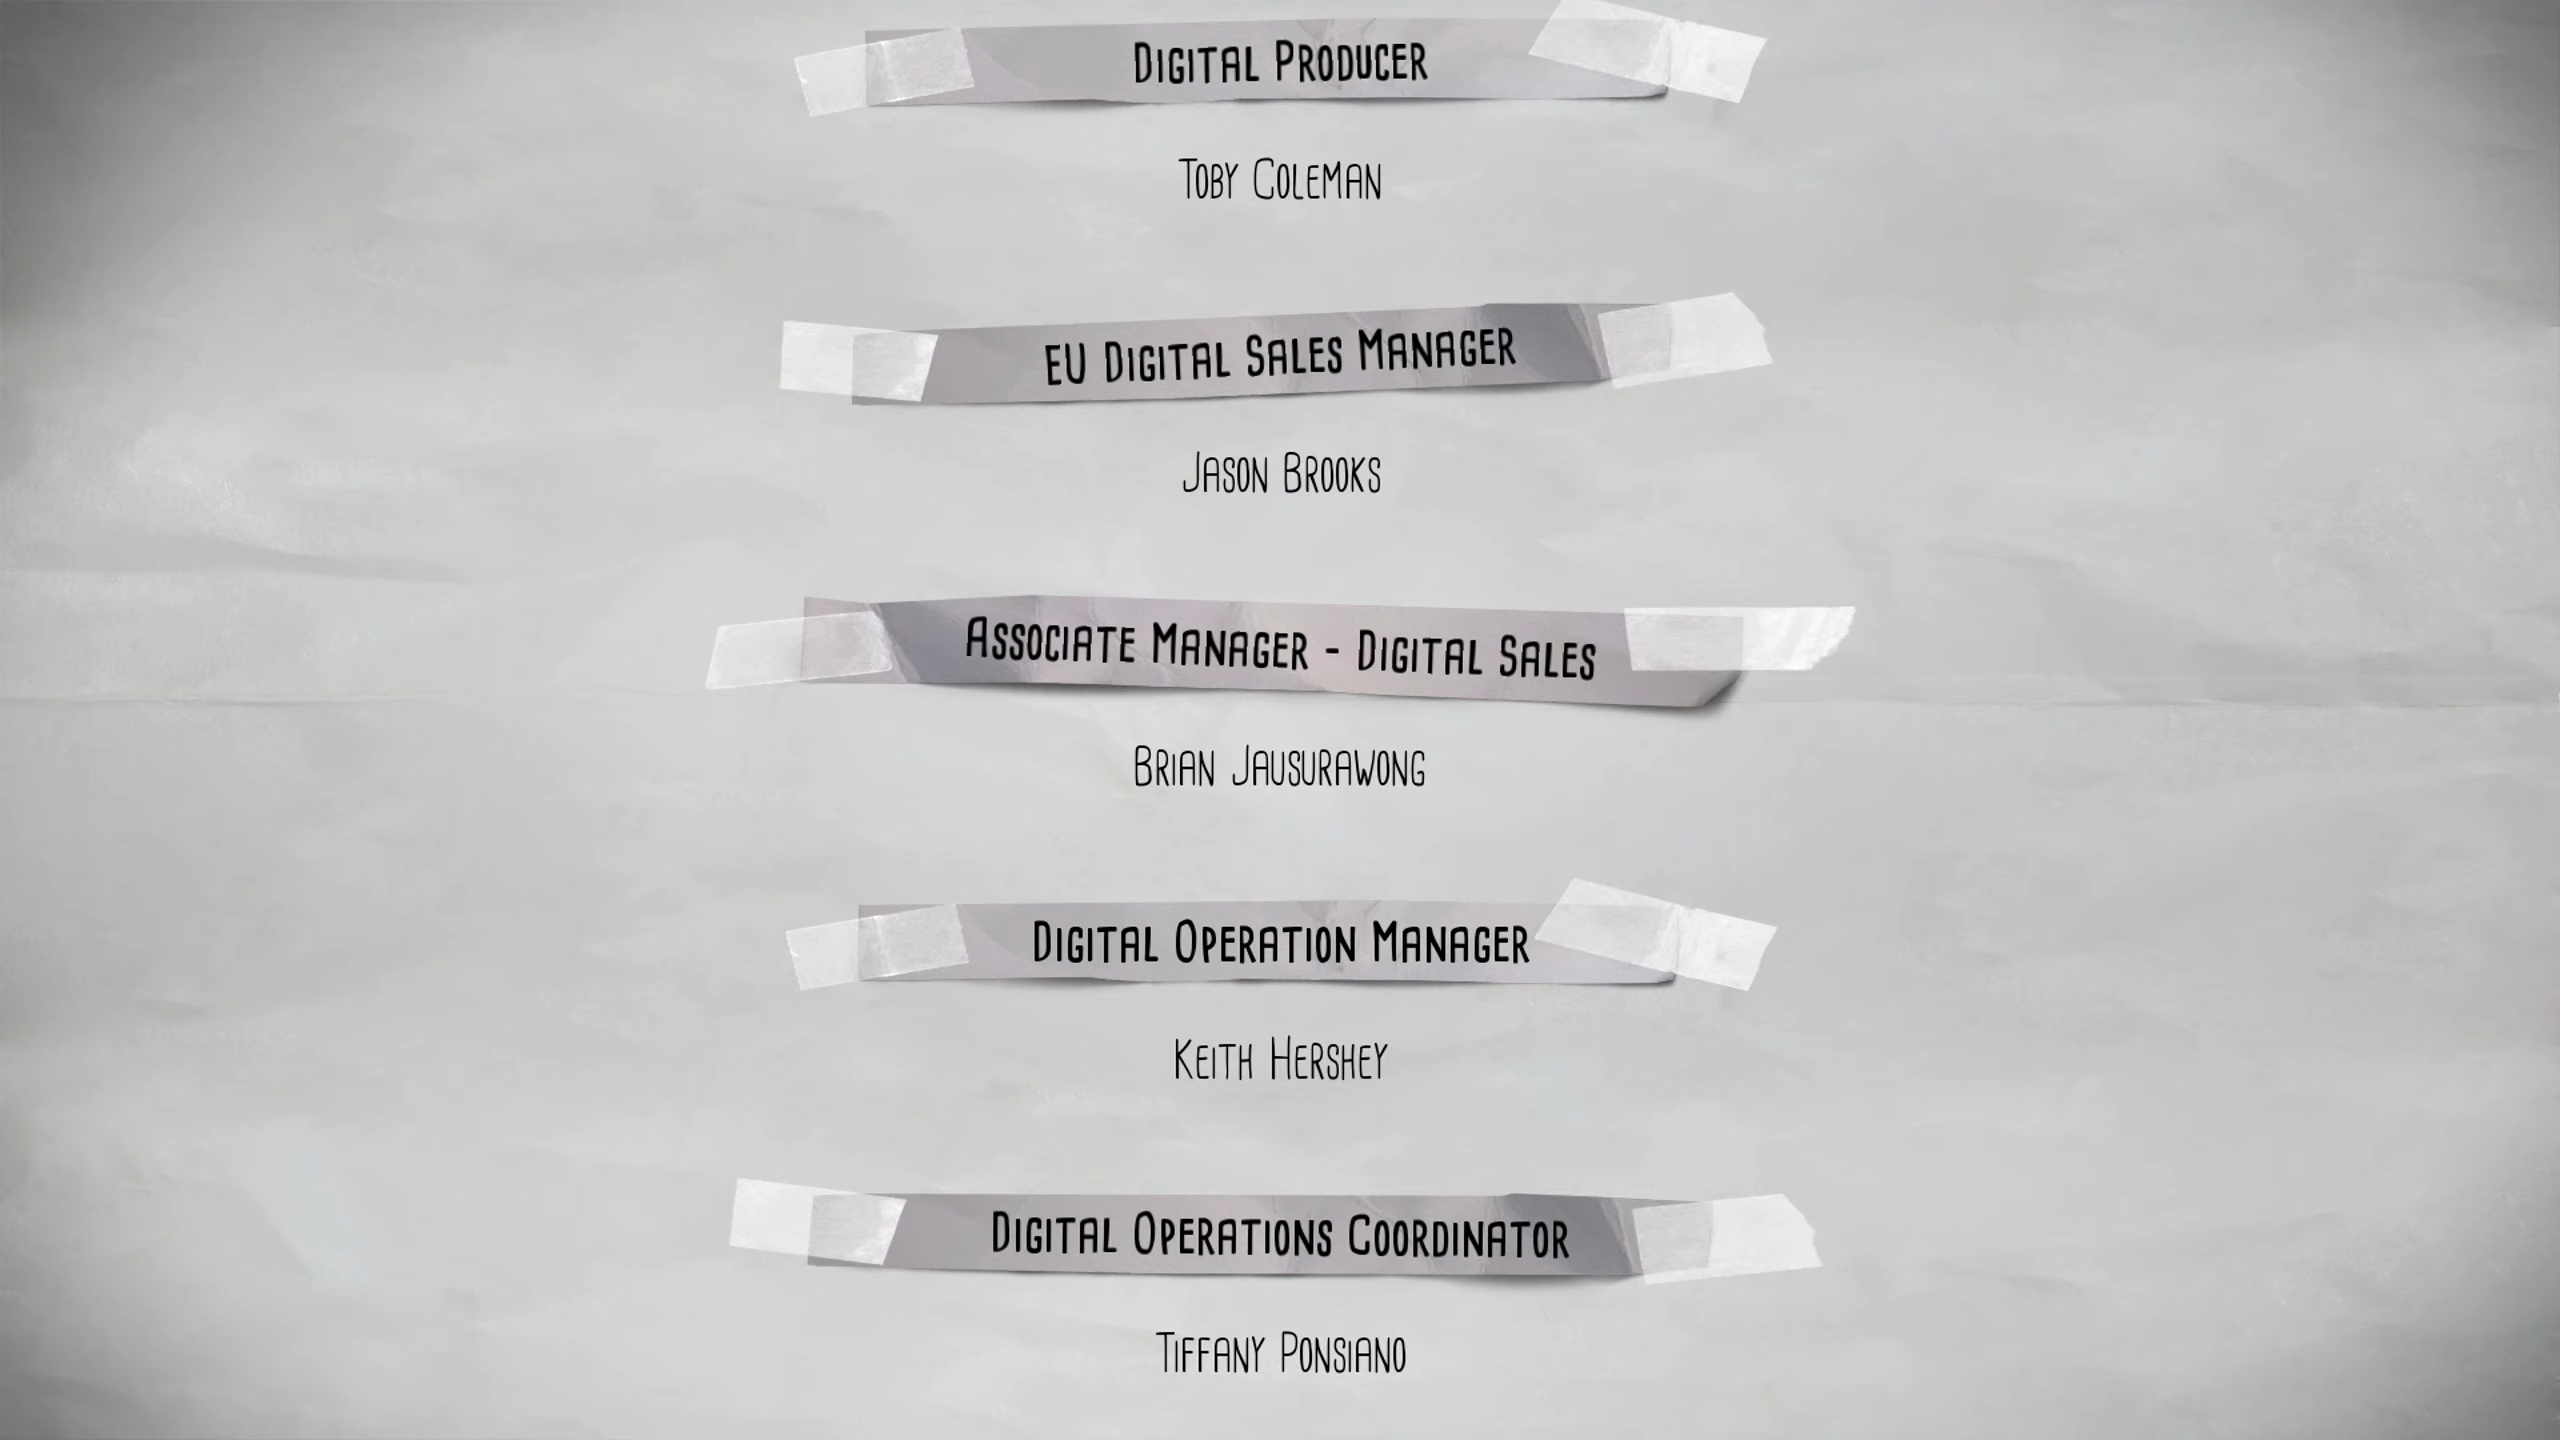 Digital Producer
Toby Coleman
EU Digital Sales Manager
Jason Brooks
Associate Manager - Digital Sales
Brian Jausurawong
Digital Operation Manager
Keith Hershey
Digital Operations Coordinator
Tiffany Ponsiano